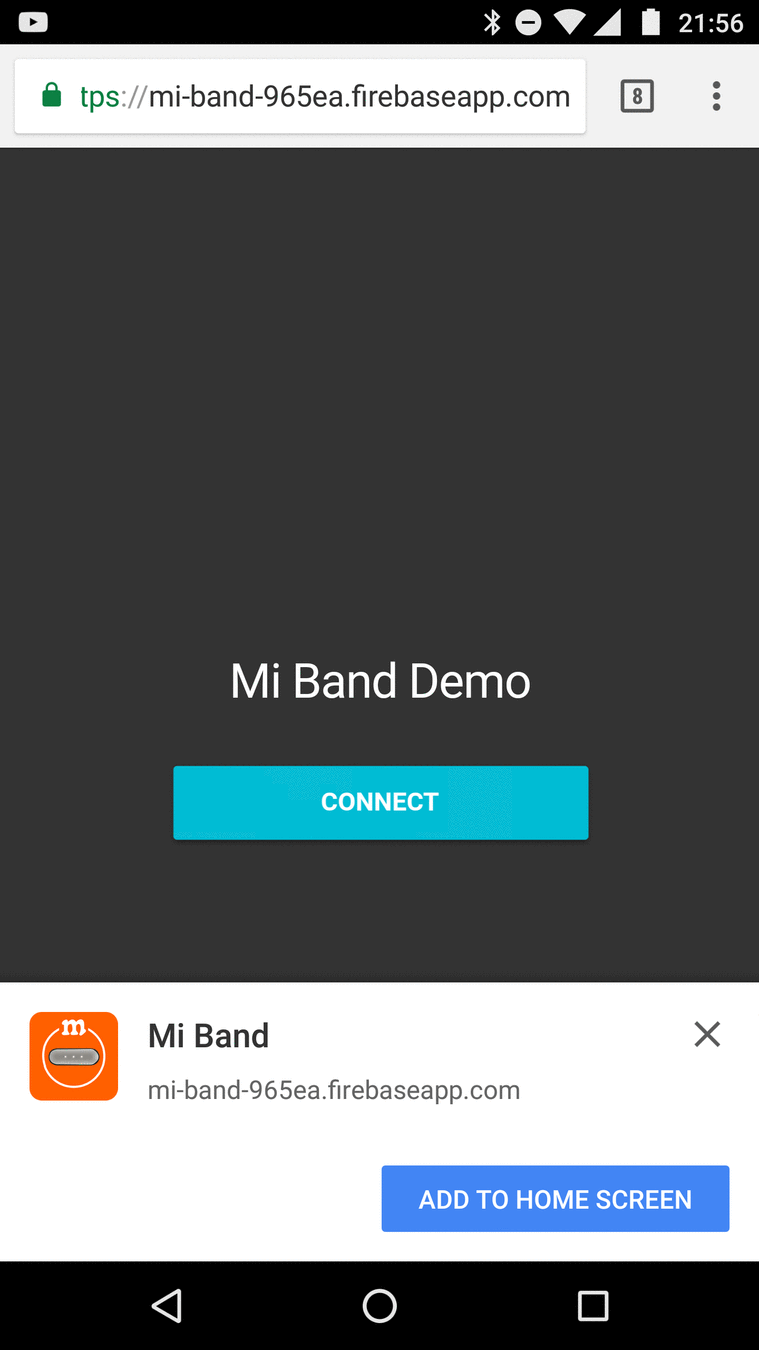 21:56
tps://mi-band-965ea.firebaseapp.com
8
Mi Band Demo
CONNECT
m
Mi Band
mi-band-965ea.firebaseapp.com
ADD TO HOME SCREEN